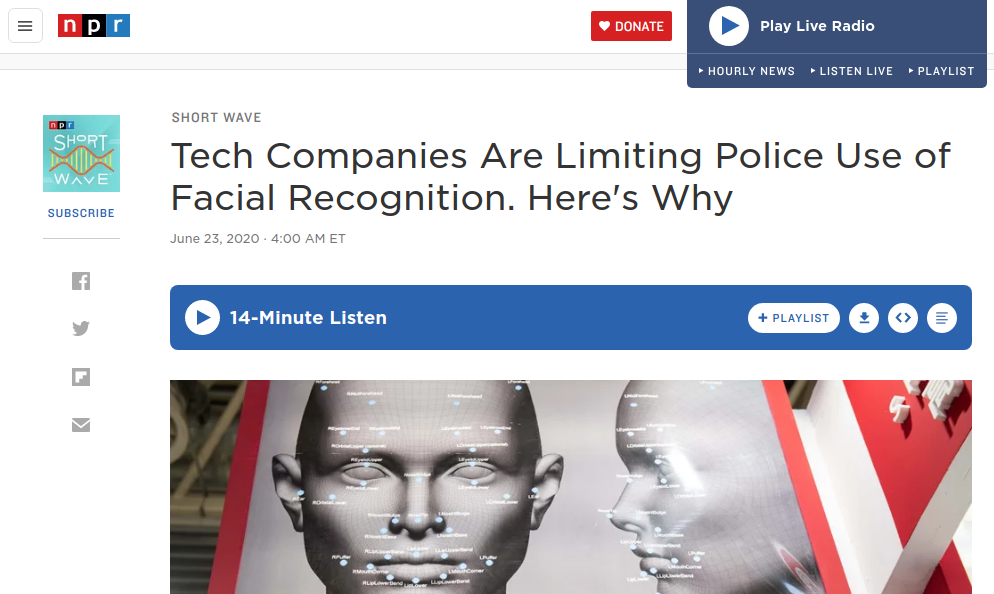 npr
DONATE
Play Live Radio
HOURLY NEWS
LISTEN LIVE
PLAYLIST
npr
SHORT
WAVE
SUBSCRIBE
SHORT WAVE
Tech Companies Are Limiting Police Use of
Facial Recognition. Here's Why
June 23, 2020 · 4:00 AM ET
14-Minute Listen
+ PLAYLIST